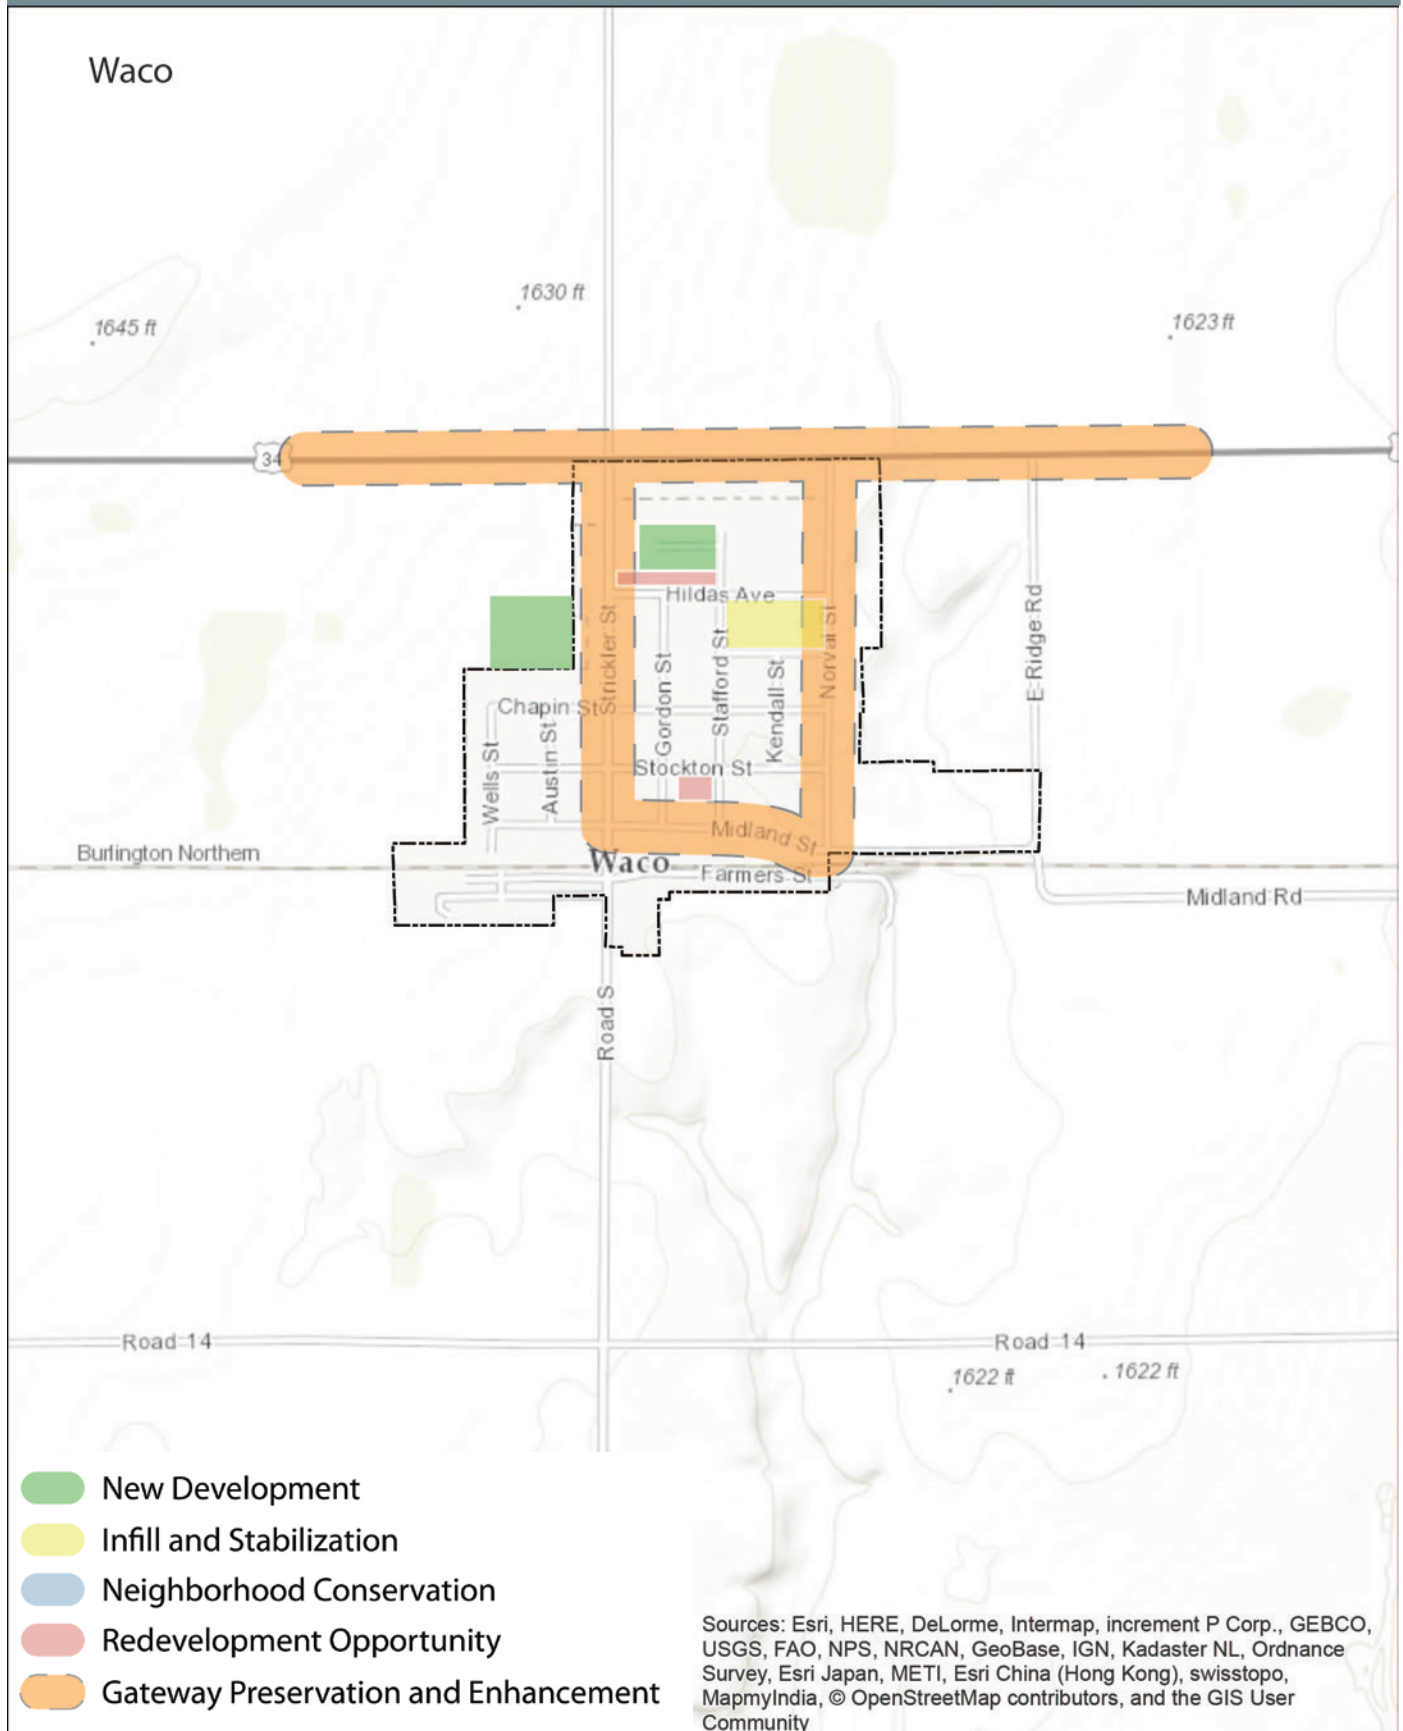 Waco
1630 ft
1645 ft
1623 ft
34
Hildas Ave
Strickler St
Gordon St
Stafford St
Kendall St
Norval St
E Ridge Rd
Chapin St
Wells St
Austin St
Stockton St
Midland St
Burlington Northern
Waco
Farmers St
Midland Rd
Road S
Road 14
Road 14
1622 ft
1622 ft
New Development
Infill and Stabilization
Neighborhood Conservation
Redevelopment Opportunity
Gateway Preservation and Enhancement
Sources: Esri, HERE, DeLorme, Intermap, increment P Corp., GEBCO,
USGS, FAO, NPS, NRCAN, GeoBase, IGN, Kadaster NL, Ordnance
Survey, Esri Japan, METI, Esri China (Hong Kong), swisstopo,
MapmyIndia, © OpenStreetMap contributors, and the GIS User
Community